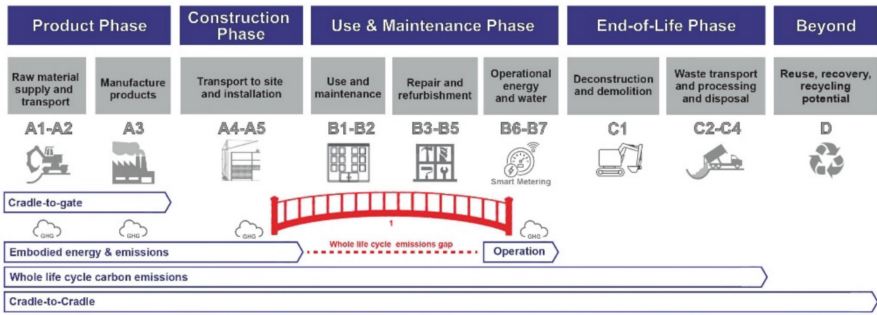 Product Phase
Construction
Phase
Use & Maintenance Phase
End-of-Life Phase
Beyond
Raw material
supply and
transport
Manufacture
products
Transport to site
and installation
Use and
maintenance
Repair and
refurbishment
Operational
energy
and water
Deconstruction
and demolition
Waste transport
and processing
and disposal
Reuse, recovery,
recycling
potential
A1-A2
A3
A4-A5
B1-B2
B3-B5
B6-B7
C1
C2-C4
D
Smart Metering
Cradle-to-gate
1
GHG
GHG
GHG
GHG
Embodied energy & emissions
Whole life cycle emissions gap
Operation
Whole life cycle carbon emissions
Cradle-to-Cradle